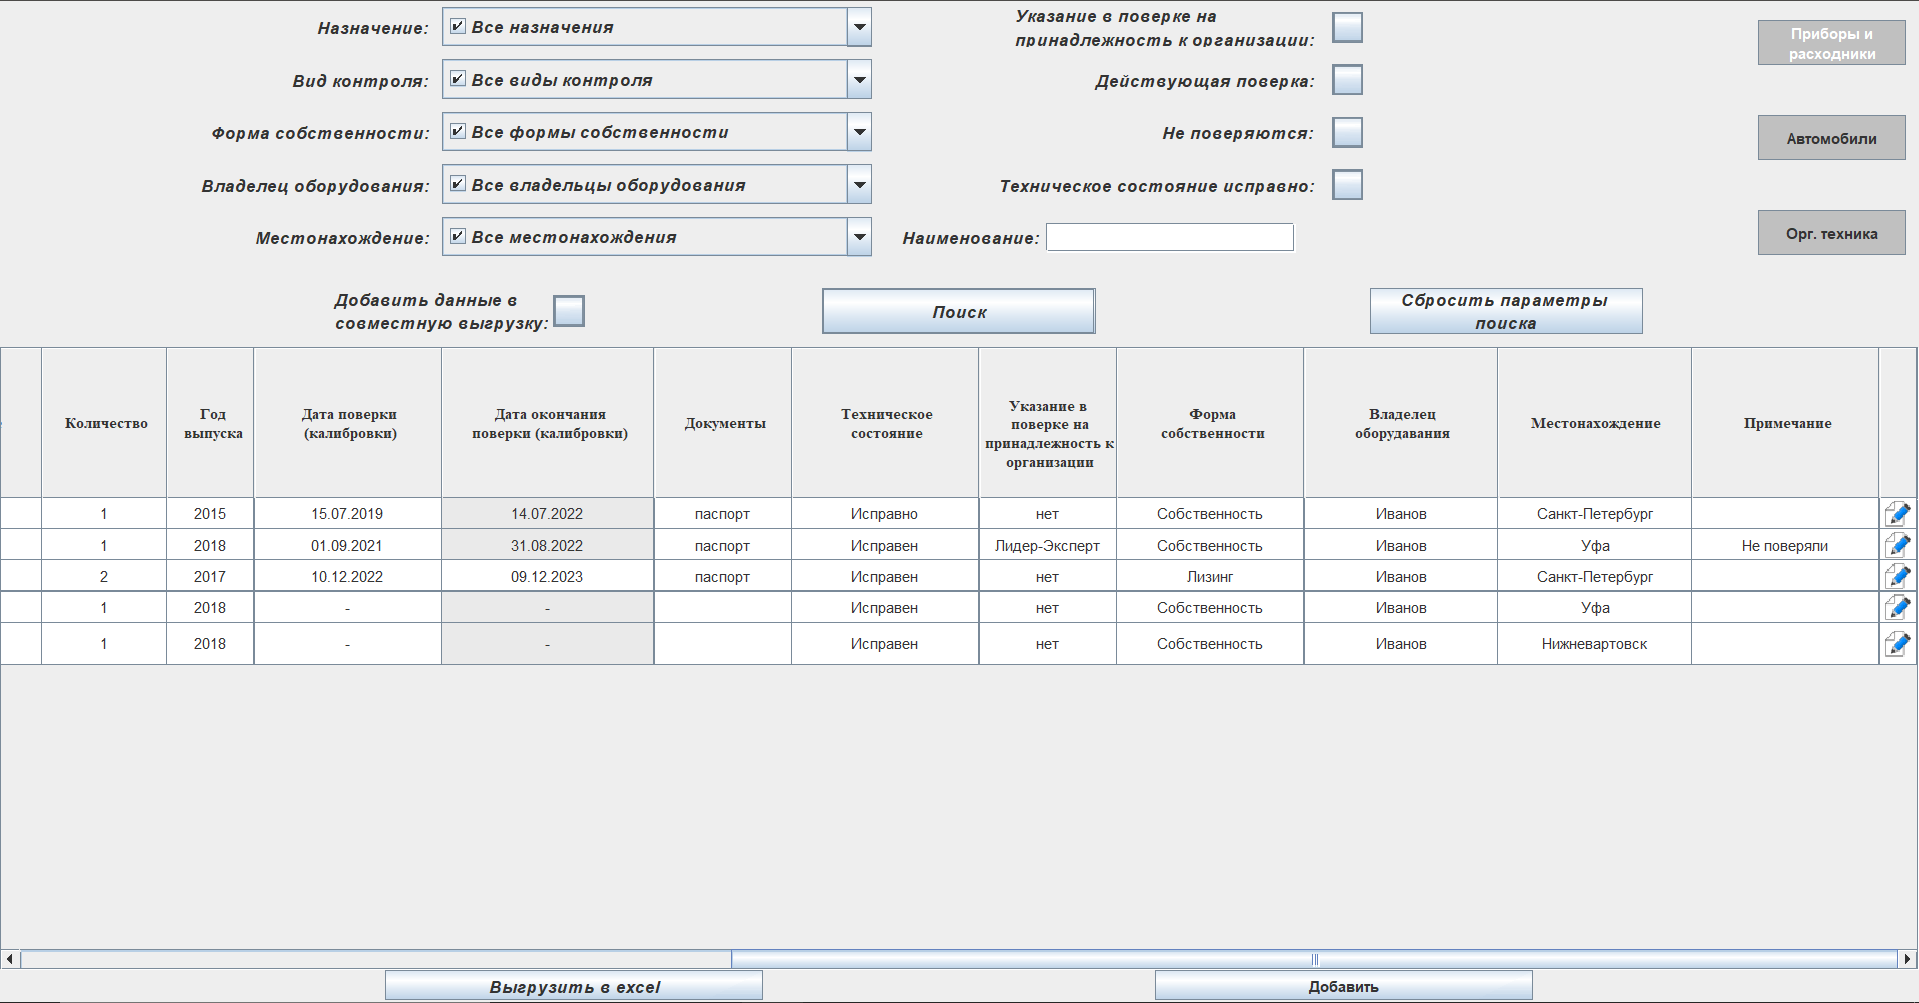 Назначение:
Все назначения
Вид контроля:
Все виды контроля
Форма собственности:
Все формы собственности
Владелец оборудования:
Все владельцы оборудования
Местонахождение:
Все местонахождения
Указание в поверке на
принадлежность к организации:
Действующая поверка:
Не поверяются:
Техническое состояние исправно:
Наименование:
Приборы и
расходники
Автомобили
Орг. техника
Добавить данные в
совместную выгрузку:
Поиск
Сбросить параметры
поиска
Количество
Год
выпуска
Дата поверки
(калибровки)
Дата окончания
поверки (калибровки)
Документы
Техническое
состояние
Указание в
поверке на
принадлежность к
организации
Форма
собственности
Владелец
оборудавания
Местонахождение
Примечание
1 2015 15.07.2019 14.07.2022 паспорт Исправно нет Собственность Иванов Санкт-Петербург
1 2018 01.09.2021 31.08.2022 паспорт Исправен Лидер-Эксперт Собственность Иванов Уфа Не поверяли
2 2017 10.12.2022 09.12.2023 паспорт Исправен нет Лизинг Иванов Санкт-Петербург
1 2018 - - Исправен нет Собственность Иванов Уфа
1 2018 - - Исправен нет Собственность Иванов Нижневартовск
Выгрузить в excel
Добавить